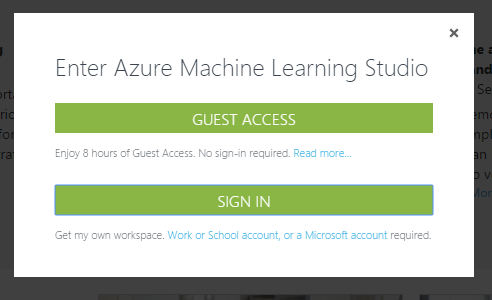 ×
Enter Azure Machine Learning Studio
GUEST ACCESS
Enjoy 8 hours of Guest Access. No sign-in required. Read more...
SIGN IN
Get my own workspace. Work or School account, or a Microsoft account required.